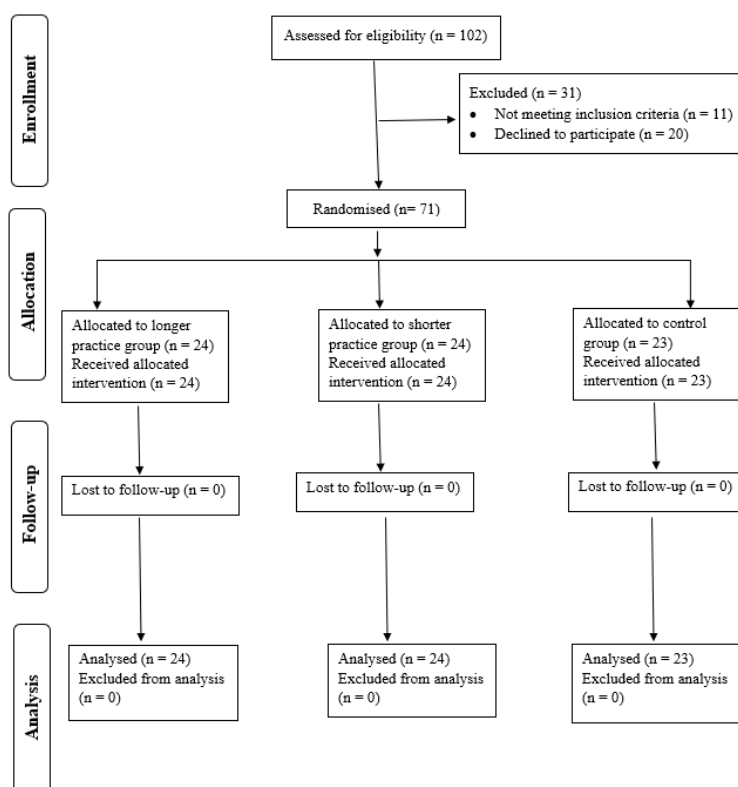 Enrollment
Assessed for eligibility (n = 102)
Excluded (n = 31)
• Not meeting inclusion criteria (n = 11)
• Declined to participate (n = 20)
Randomised (n= 71)
Allocation
Allocated to longer
practice group (n = 24)
Received allocated
intervention (n = 24)
Allocated to shorter
practice group (n = 24)
Received allocated
intervention (n = 24)
Allocated to control
group (n = 23)
Received allocated
intervention (n = 23)
Follow-up
Lost to follow-up (n = 0)
Lost to follow-up (n = 0)
Lost to follow-up (n = 0)
Analysis
Analysed (n = 24)
Excluded from analysis
(n = 0)
Analysed (n = 24)
Excluded from analysis
(n = 0)
Analysed (n = 23)
Excluded from analysis
(n = 0)